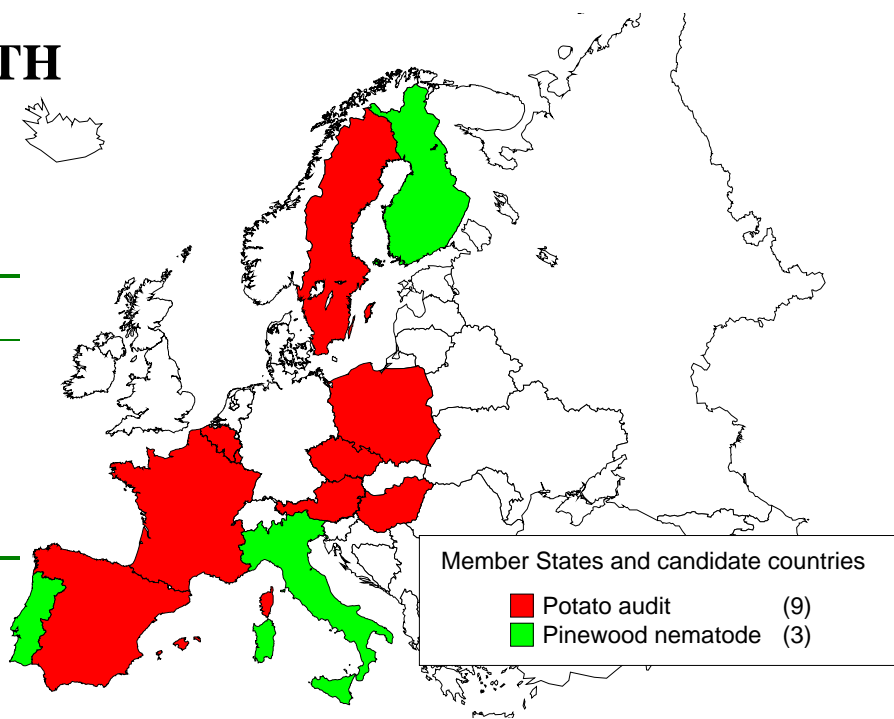 TH
Member States and candidate countries
Potato audit (9)
Pinewood nematode (3)